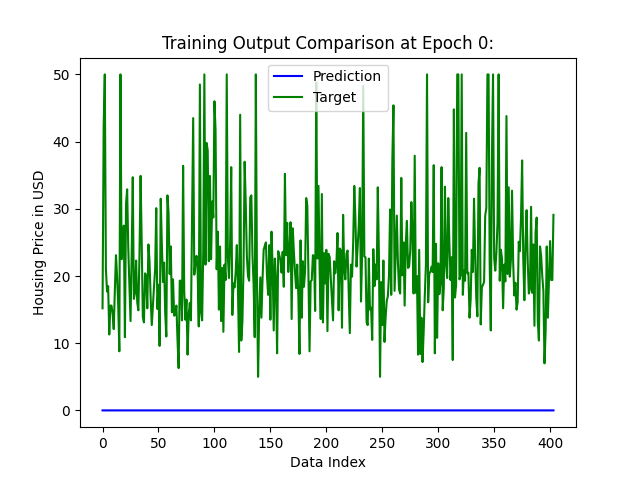 Training Output Comparison at Epoch 0:
Prediction
Target
50
40
30
20
10
0
Housing Price in USD
0 50 100 150 200 250 300 350 400
Data Index